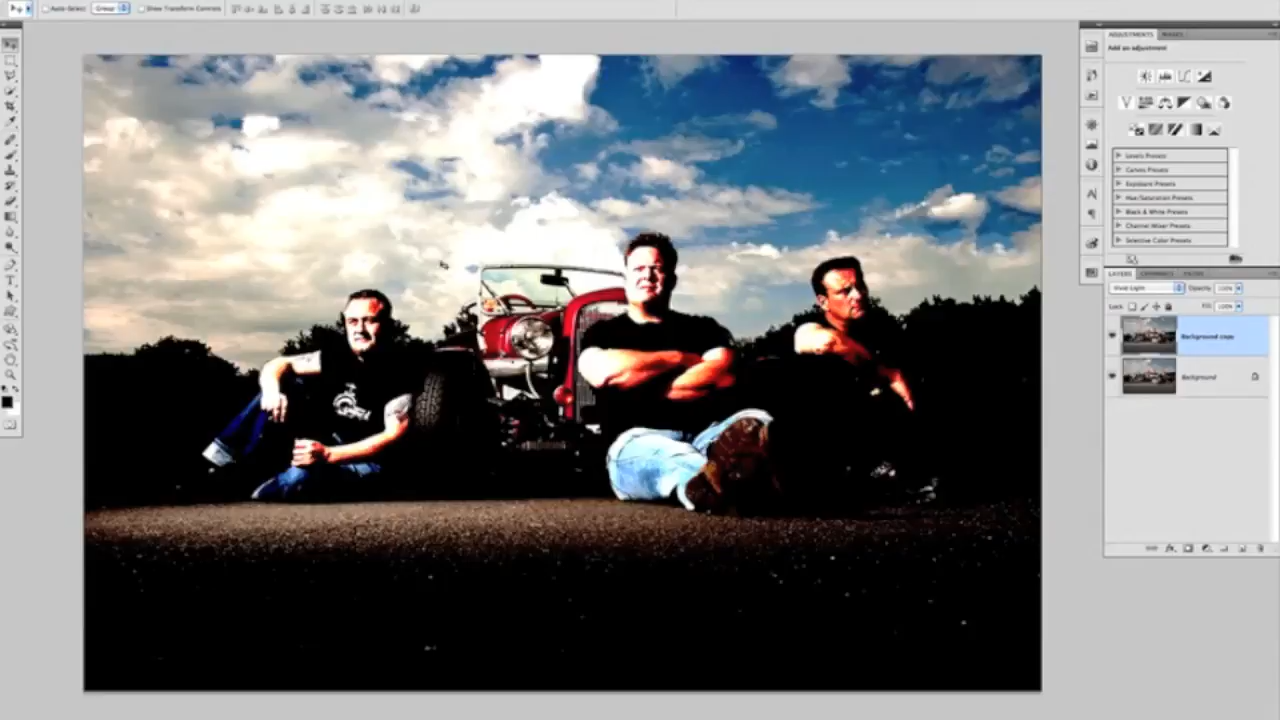 Auto-Select: Group Show Transform Controls
ADJUSTMENTS MASKS
Add an adjustment
Levels Presets
Curves Presets
Exposure Presets
Hue/Saturation Presets
Black & White Presets
Channel Mixer Presets
Selective Color Presets
LAYERS CHANNELS PATHS
Vivid Light Opacity: 100%
Lock: Fill: 100%
Background copy
Background